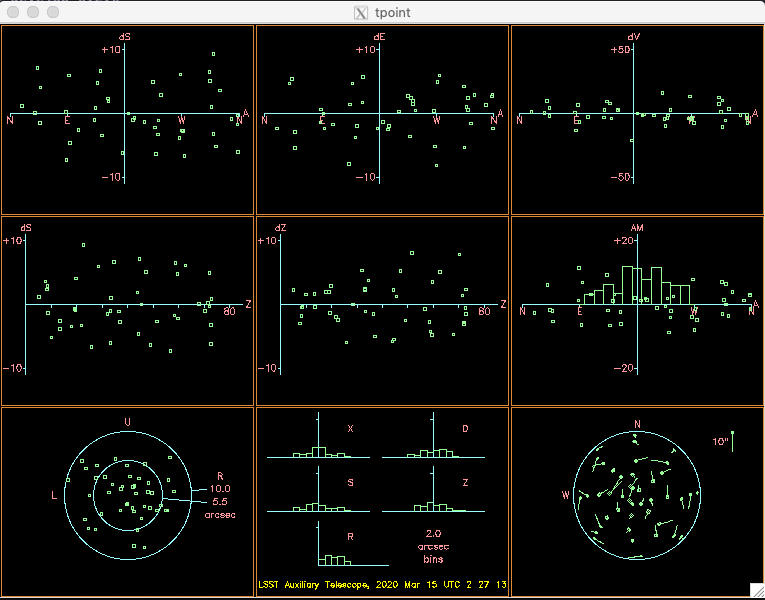 tpoint
dS
+10
N E W N A
-10
dE
+10
N E W N A
-10
dV
+50
N E W N A
-50
dS
+10
80 Z
-10
dZ
+10
80 Z
-10
AM
+20
N E W N A
-20
U
L
R
10.0
5.5
arcsec
X D
S Z
R
2.0
arcsec
bins
LSST Auxiliary Telescope, 2020 Mar 15 UTC 2 27 13
N
10"
W